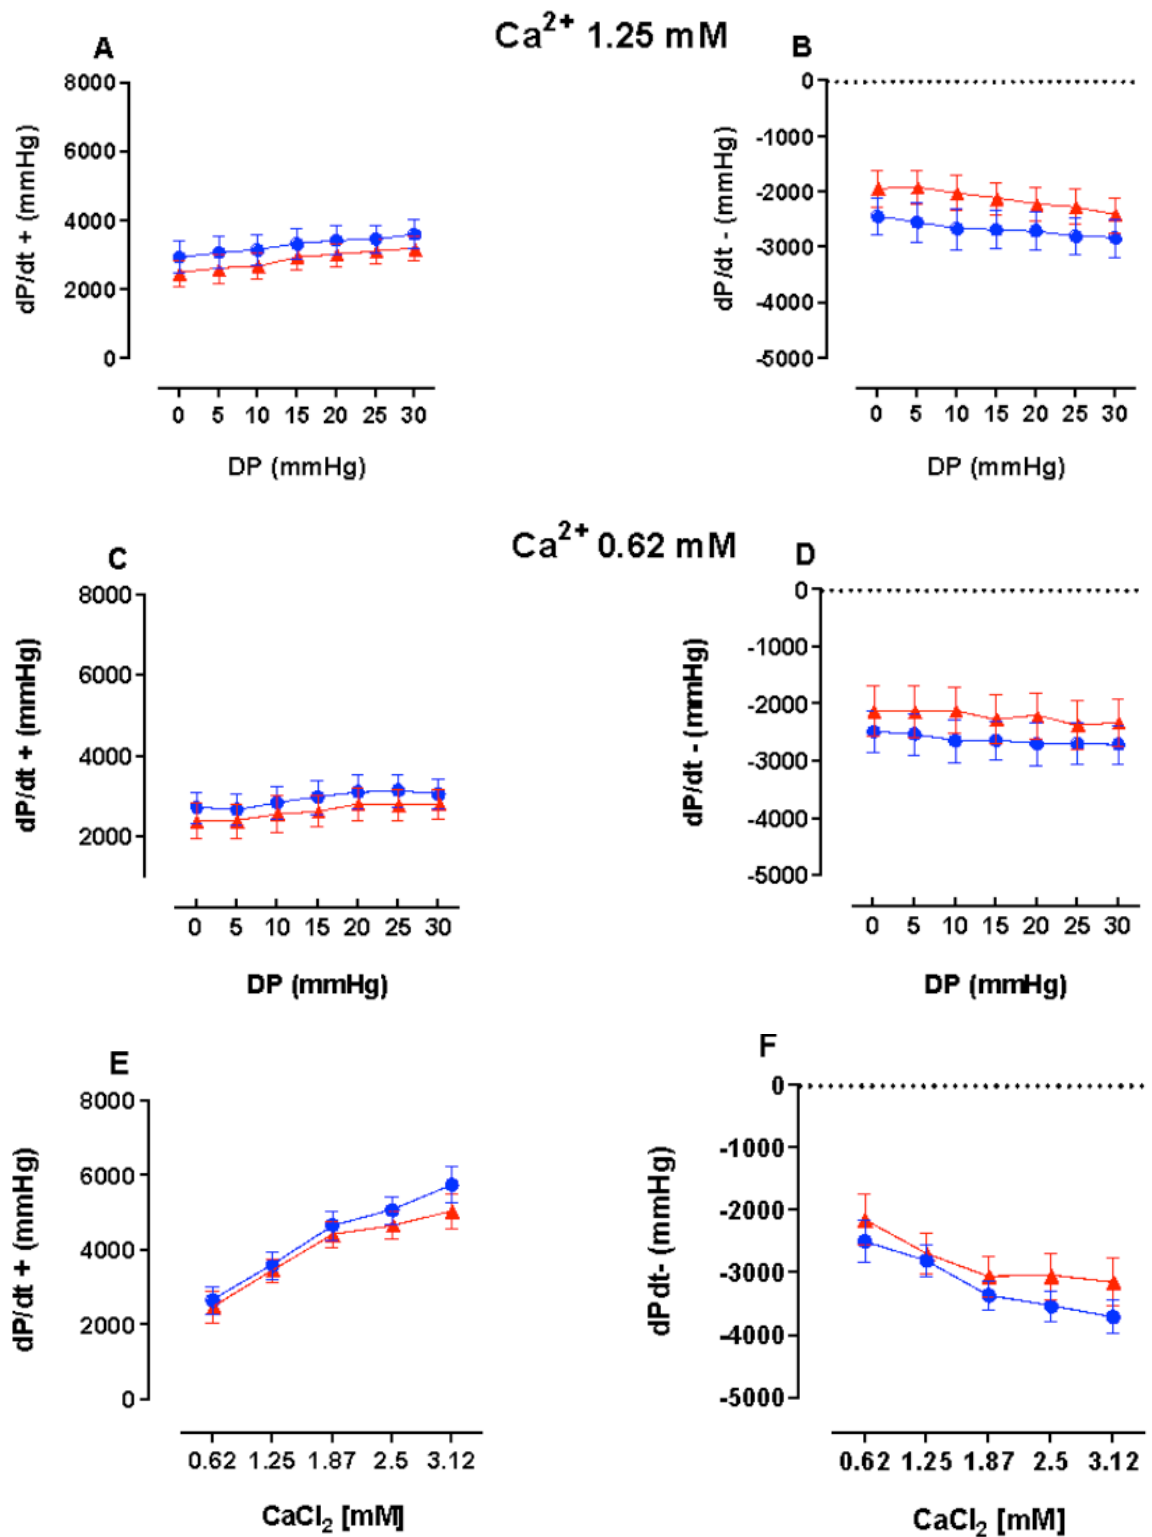 Ca2+ 1.25 mM
A
8000
6000
4000
2000
0
dP/dt + (mmHg)
0 5 10 15 20 25 30
DP (mmHg)
B
0
-1000
-2000
-3000
-4000
-5000
dP/dt - (mmHg)
0 5 10 15 20 25 30
DP (mmHg)
Ca2+ 0.62 mM
C
8000
6000
4000
2000
dP/dt + (mmHg)
0 5 10 15 20 25 30
DP (mmHg)
D
0
-1000
-2000
-3000
-4000
-5000
dP/dt - (mmHg)
0 5 10 15 20 25 30
DP (mmHg)
E
8000
6000
4000
2000
0
dP/dt + (mmHg)
0.62 1.25 1.87 2.5 3.12
CaCl2 [mM]
F
0
-1000
-2000
-3000
-4000
-5000
dPdt- (mmHg)
0.62 1.25 1.87 2.5 3.12
CaCl2 [mM]